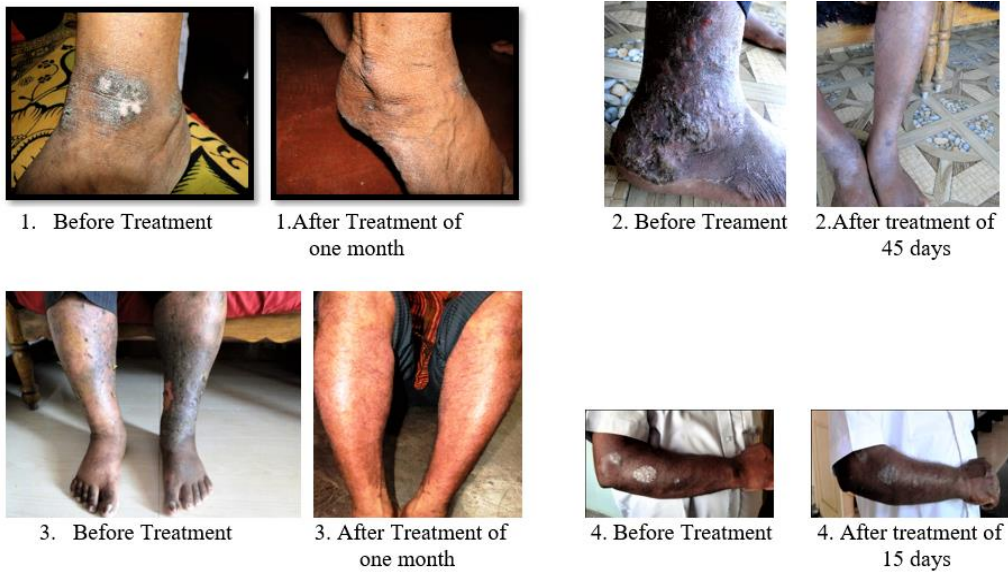 1. Before Treatment
1.After Treatment of
one month
2. Before Treament
2.After treatment of
45 days
3. Before Treatment
3. After Treatment of
one month
4. Before Treatment
4. After treatment of
15 days